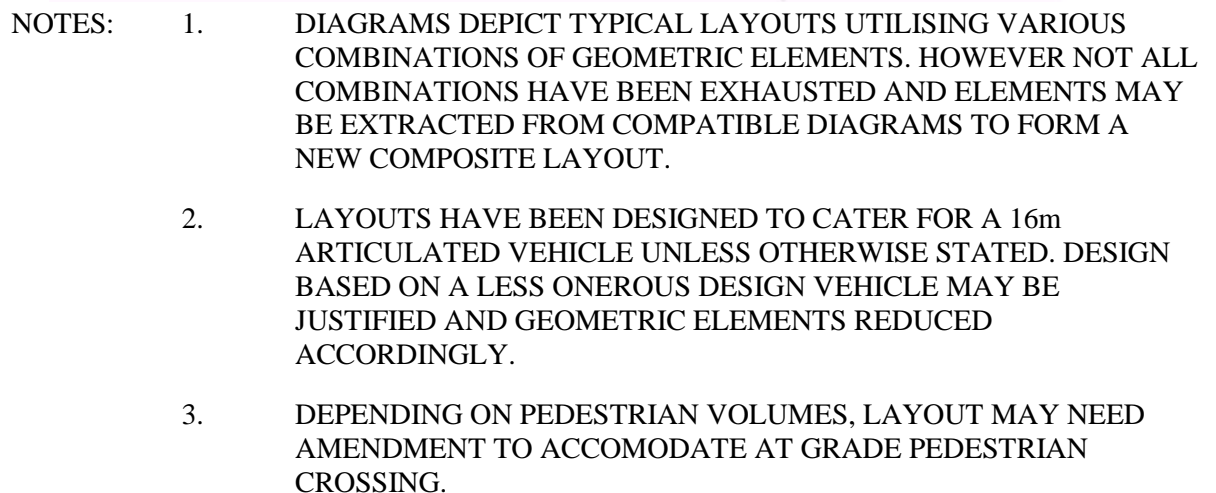 NOTES: 1. DIAGRAMS DEPICT TYPICAL LAYOUTS UTILISING VARIOUS
COMBINATIONS OF GEOMETRIC ELEMENTS. HOWEVER NOT ALL
COMBINATIONS HAVE BEEN EXHAUSTED AND ELEMENTS MAY
BE EXTRACTED FROM COMPATIBLE DIAGRAMS TO FORM A
NEW COMPOSITE LAYOUT.
2. LAYOUTS HAVE BEEN DESIGNED TO CATER FOR A 16m
ARTICULATED VEHICLE UNLESS OTHERWISE STATED. DESIGN
BASED ON A LESS ONEROUS DESIGN VEHICLE MAY BE
JUSTIFIED AND GEOMETRIC ELEMENTS REDUCED
ACCORDINGLY.
3. DEPENDING ON PEDESTRIAN VOLUMES, LAYOUT MAY NEED
AMENDMENT TO ACCOMODATE AT GRADE PEDESTRIAN
CROSSING.